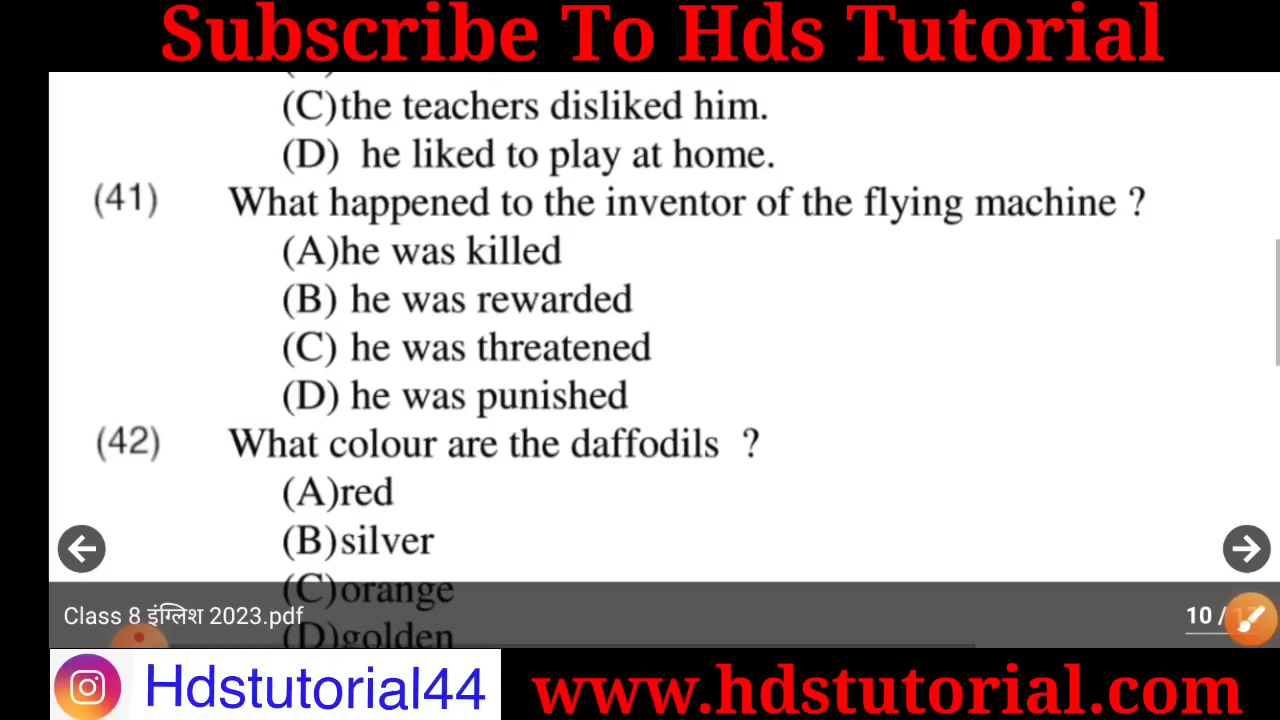 Subscribe To Hds Tutorial
(C)the teachers disliked him.
(D) he liked to play at home.
(41) What happened to the inventor of the flying machine ?
(A)he was killed
(B) he was rewarded
(C) he was threatened
(D) he was punished
(42) What colour are the daffodils ?
(A)red
(B)silver
(C)orange
Class 8 इंग्लिश 2023.pdf 10 /
(D)golden
Hdstutorial44 www.hdstutorial.com